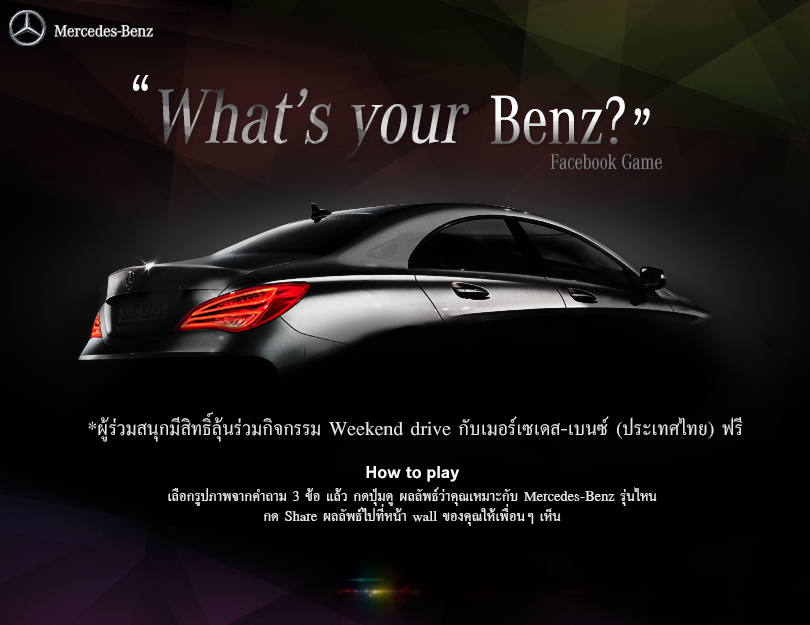 Mercedes-Benz
“What's your Benz?”
Facebook Game
*ผู้ร่วมสนุกมีสิทธิ์ลุ้นร่วมกิจกรรม Weekend drive กับเมอร์เซเดส-เบนซ์ (ประเทศไทย) ฟรี
How to play
เลือกรูปภาพจากคำถาม 3 ข้อ แล้ว กดปุ่มดู ผลลัพธ์ว่าคุณเหมาะกับ Mercedes-Benz รุ่นไหน
กด Share ผลลัพธ์ไปที่หน้า wall ของคุณให้เพื่อนๆ เห็น